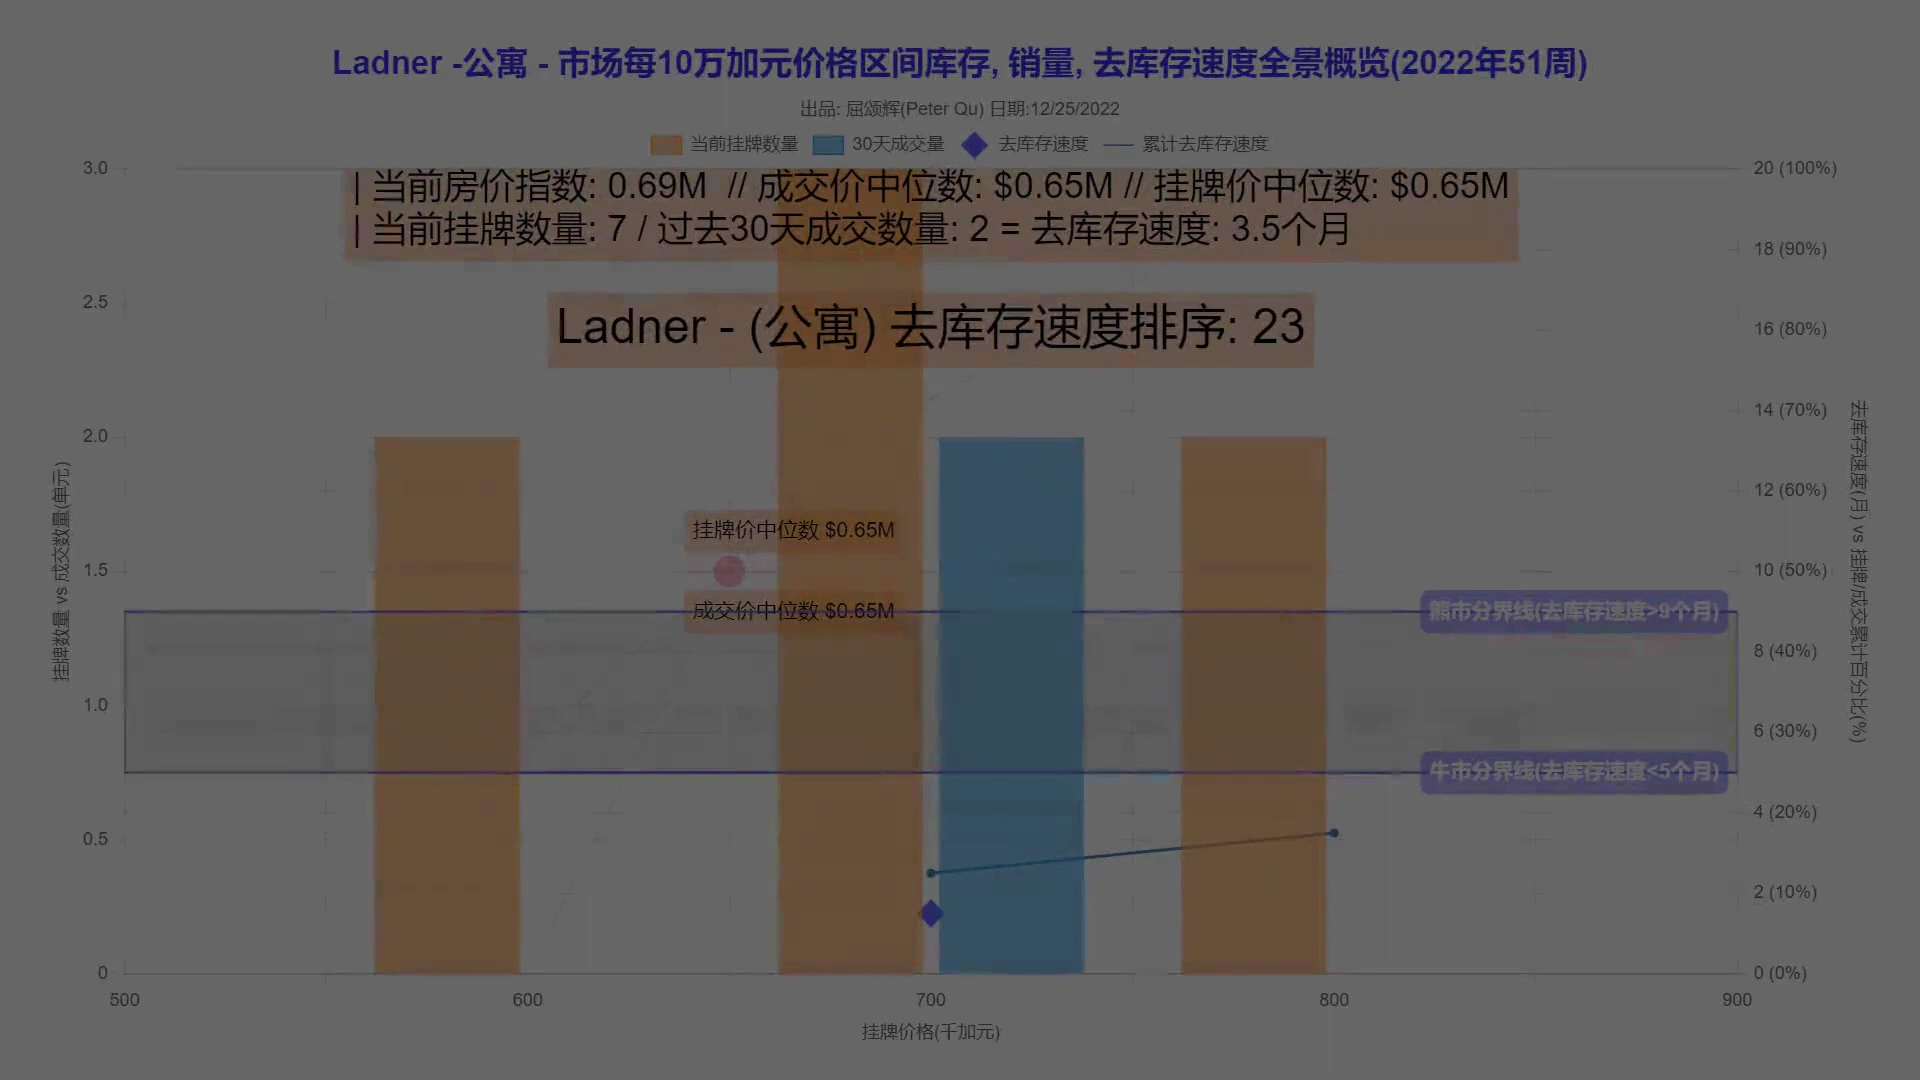 Ladner -公寓 - 市场每10万加元价格区间库存, 销量, 去库存速度全景概览(2022年51周)
出品: 屈颂辉(Peter Qu) 日期:12/25/2022
当前挂牌数量 30天成交量 去库存速度 累计去库存速度
| 当前房价指数: 0.69M // 成交价中位数: $0.65M // 挂牌价中位数: $0.65M
| 当前挂牌数量: 7 / 过去30天成交数量: 2 = 去库存速度: 3.5个月
Ladner - (公寓) 去库存速度排序: 23
挂牌价中位数 $0.65M
成交价中位数 $0.65M
熊市分界线(去库存速度>9个月)
牛市分界线(去库存速度<5个月)
3.0
2.5
2.0
1.5
1.0
0.5
0
挂牌数量 vs 成交数量(单元)
20 (100%)
18 (90%)
16 (80%)
14 (70%)
12 (60%)
10 (50%)
8 (40%)
6 (30%)
4 (20%)
2 (10%)
0 (0%)
去库存速度(月) vs 挂牌/成交累计百分比(%)
500 600 700 800 900
挂牌价格(千加元)